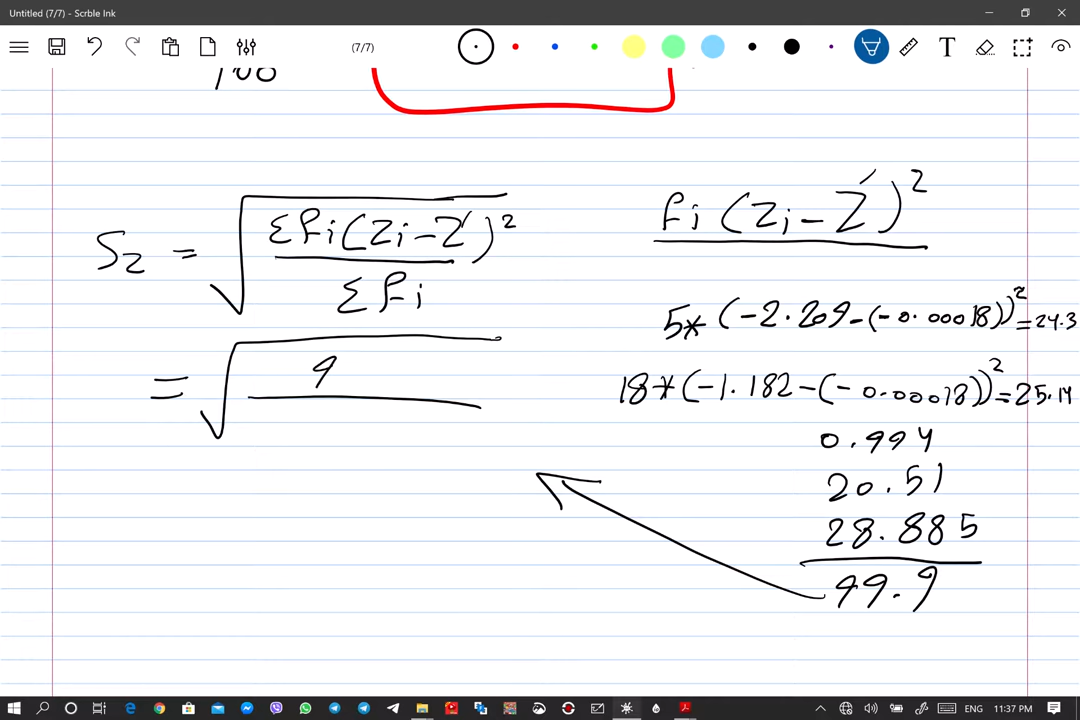 Untitled (7/7) - Scrble Ink
(7/7)
T
100
S₂ = √(Σfi(Zi-Z′)² / Σfi)
= √(9
fi(Zi-Z′)²
5*(-2.209-(-0.00018))²=24.3
18*(-1.182-(-0.00018))²=25.14
0.994
20.51
28.885
99.9
ENG 11:37 PM